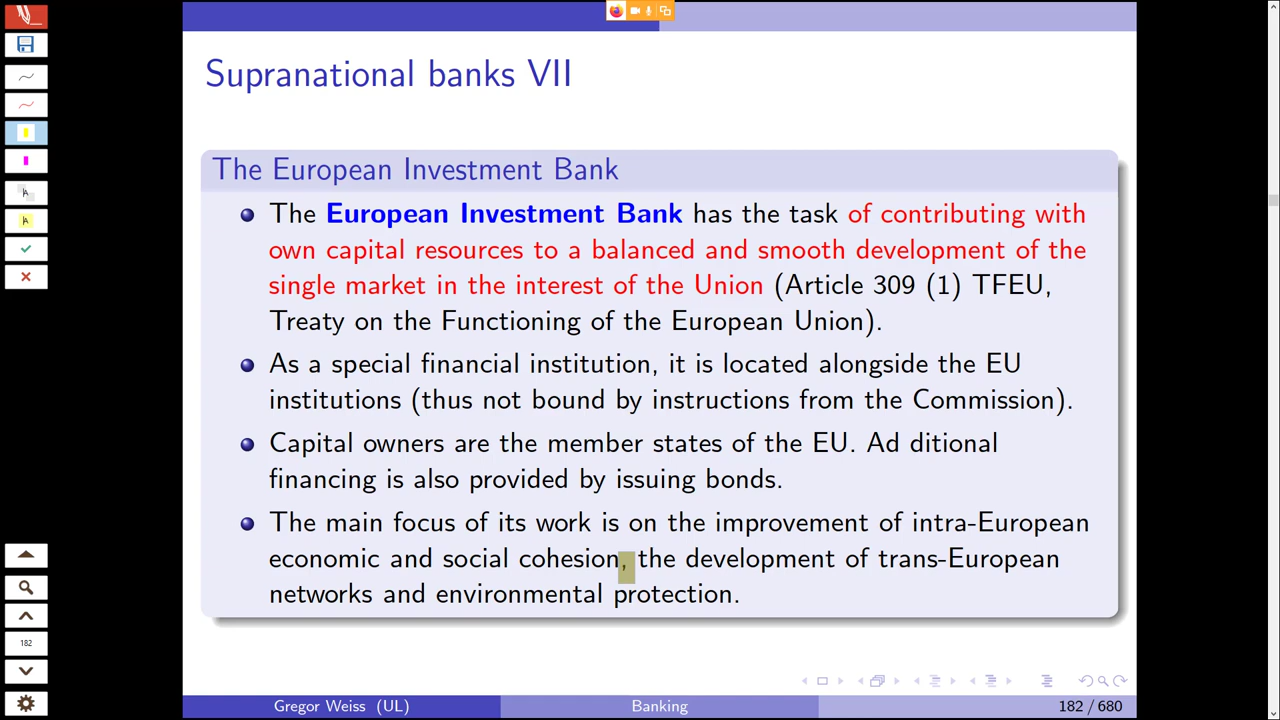 Supranational banks VII
The European Investment Bank
The European Investment Bank has the task of contributing with
own capital resources to a balanced and smooth development of the
single market in the interest of the Union (Article 309 (1) TFEU,
Treaty on the Functioning of the European Union).
As a special financial institution, it is located alongside the EU
institutions (thus not bound by instructions from the Commission).
Capital owners are the member states of the EU. Ad ditional
financing is also provided by issuing bonds.
The main focus of its work is on the improvement of intra-European
economic and social cohesion, the development of trans-European
networks and environmental protection.
182
Gregor Weiss (UL) Banking 182 / 680